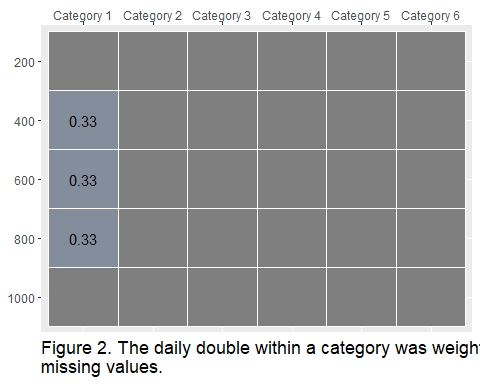 Category 1 Category 2 Category 3 Category 4 Category 5 Category 6
200
400 0.33
600 0.33
800 0.33
1000
Figure 2. The daily double within a category was
missing values.